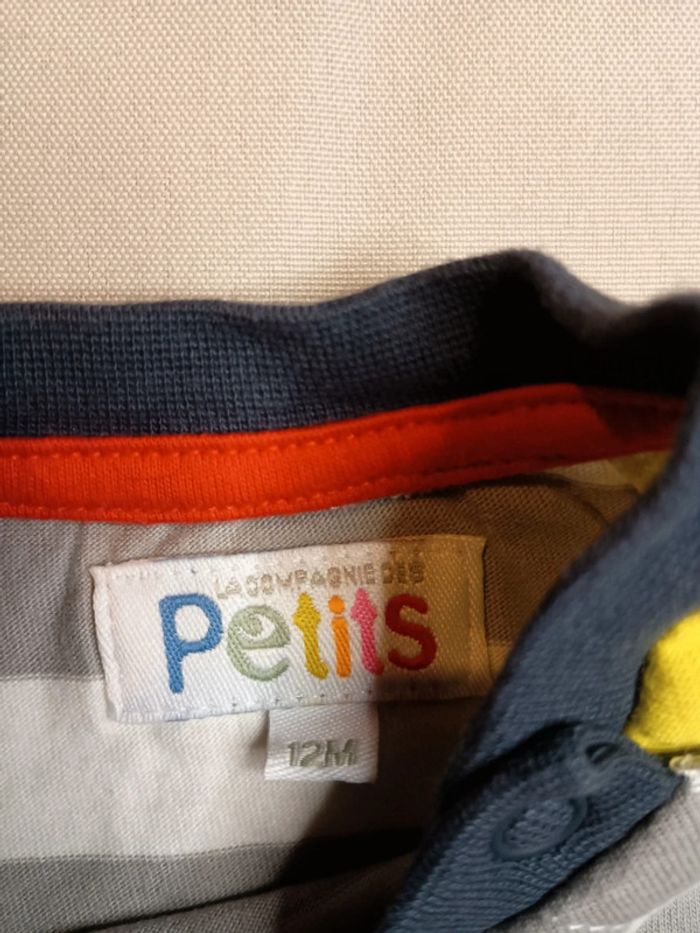 LA COMPAGNIE DES
Petits
12M